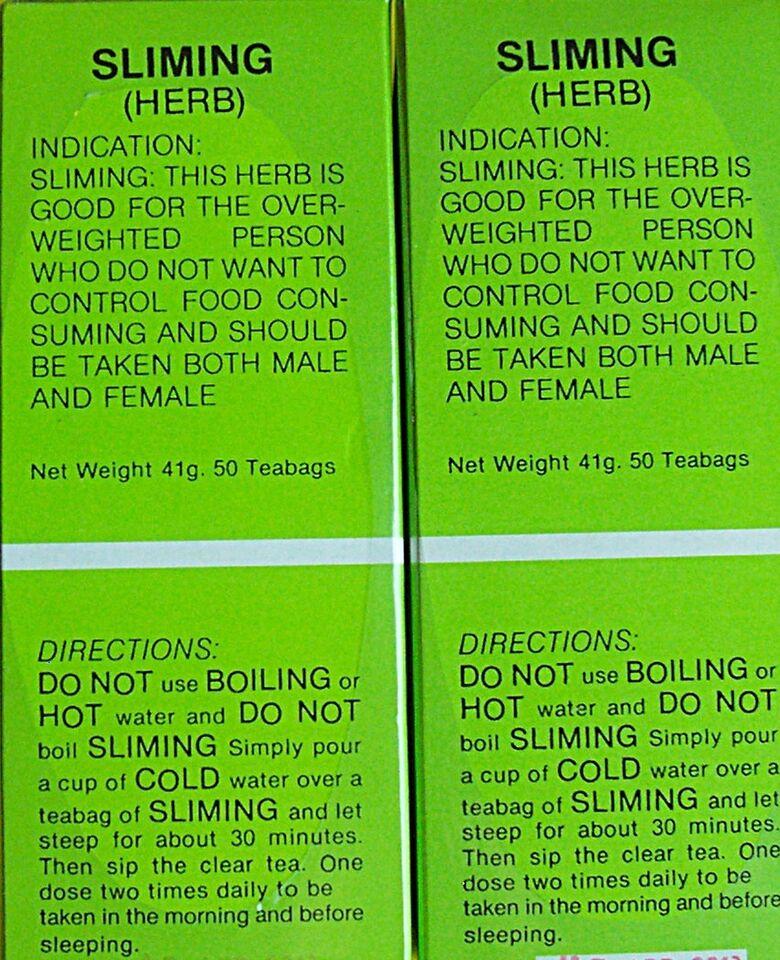 SLIMING
(HERB)
INDICATION:
SLIMING: THIS HERB IS
GOOD FOR THE OVER-
WEIGHTED PERSON
WHO DO NOT WANT TO
CONTROL FOOD CON-
SUMING AND SHOULD
BE TAKEN BOTH MALE
AND FEMALE
Net Weight 41g. 50 Teabags
DIRECTIONS:
DO NOT use BOILING or
HOT water and DO NOT
boil SLIMING Simply pour
a cup of COLD water over a
teabag of SLIMING and let
steep for about 30 minutes.
Then sip the clear tea. One
dose two times daily to be
taken in the morning and before
sleeping.
SLIMING
(HERB)
INDICATION:
SLIMING: THIS HERB IS
GOOD FOR THE OVER-
WEIGHTED PERSON
WHO DO NOT WANT TO
CONTROL FOOD CON-
SUMING AND SHOULD
BE TAKEN BOTH MALE
AND FEMALE
Net Weight 41g. 50 Teabags
DIRECTIONS:
DO NOT use BOILING or
HOT water and DO NOT
boil SLIMING Simply pour
a cup of COLD water over a
teabag of SLIMING and let
steep for about 30 minutes.
Then sip the clear tea. One
dose two times daily to be
taken in the morning and before
sleeping.